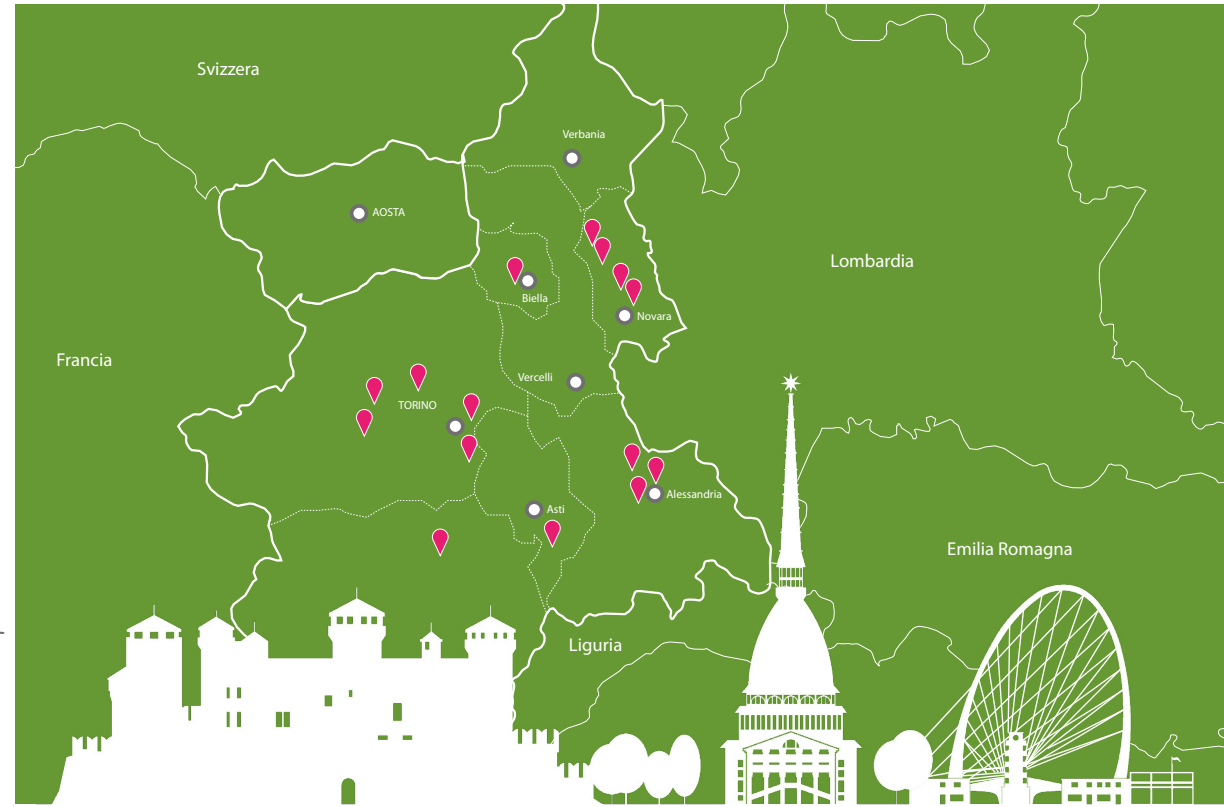 Svizzera
Verbania
AOSTA
Lombardia
Biella
Novara
Francia
Vercelli
TORINO
Alessandria
Asti
Emilia Romagna
Liguria